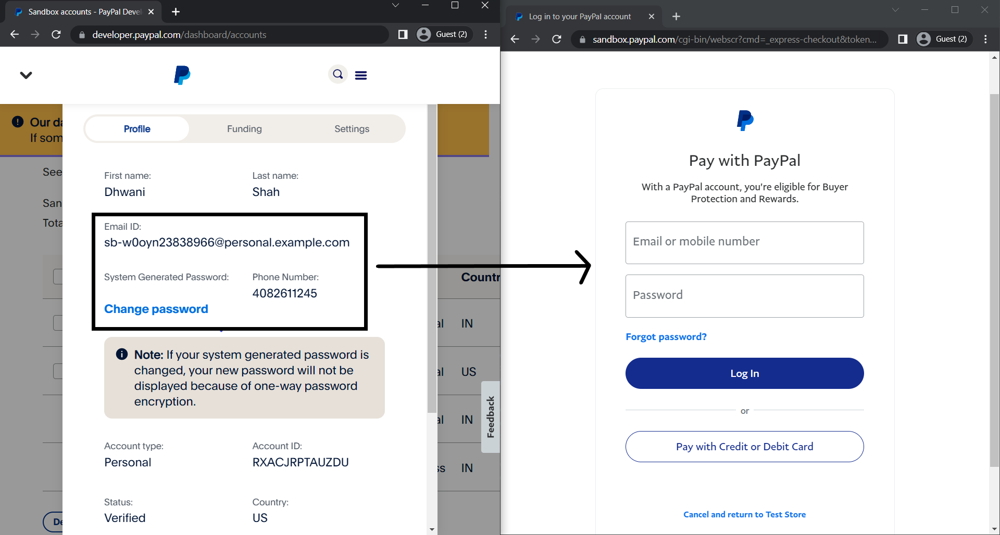 Sandbox accounts - PayPal Devel
developer.paypal.com/dashboard/accounts
Guest (2)
Our da
If som
See
San
Tota
Profile
Funding
Settings
First name:
Dhwani
Last name:
Shah
Email ID:
sb-w0oyn23838966@personal.example.com
System Generated Password:
Change password
Phone Number:
4082611245
Note: If your system generated password is
changed, your new password will not be
displayed because of one-way password
encryption.
Account type:
Personal
Account ID:
RXACJRPTAUZDU
Status:
Verified
Country:
US
Countr
al IN
al US
al IN
ss IN
De
Feedback
Log in to your PayPal account
sandbox.paypal.com/cgi-bin/webscr?cmd=_express-checkout&token...
Guest (2)
Pay with PayPal
With a PayPal account, you're eligible for Buyer
Protection and Rewards.
Email or mobile number
Password
Forgot password?
Log In
or
Pay with Credit or Debit Card
Cancel and return to Test Store